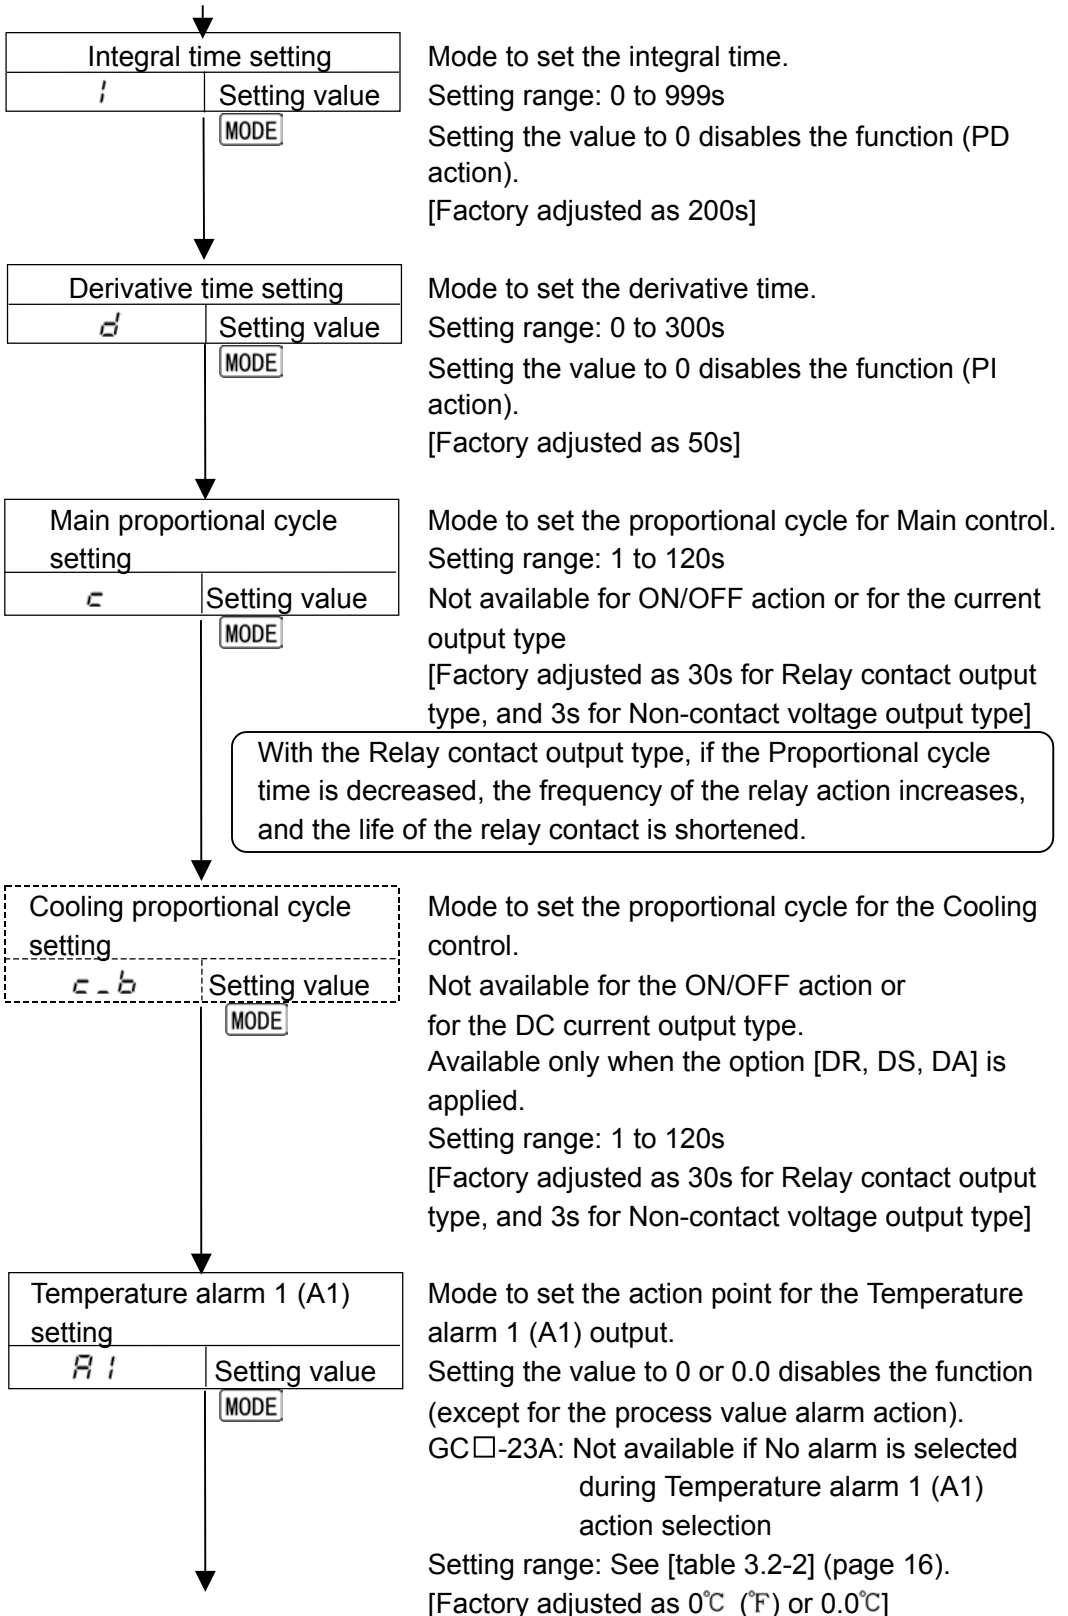 Integral time setting
I Setting value
MODE
Mode to set the integral time.
Setting range: 0 to 999s
Setting the value to 0 disables the function (PD
action).
[Factory adjusted as 200s]
Derivative time setting
d Setting value
MODE
Mode to set the derivative time.
Setting range: 0 to 300s
Setting the value to 0 disables the function (PI
action).
[Factory adjusted as 50s]
Main proportional cycle
setting
c Setting value
MODE
Mode to set the proportional cycle for Main control.
Setting range: 1 to 120s
Not available for ON/OFF action or for the current
output type
[Factory adjusted as 30s for Relay contact output
type, and 3s for Non-contact voltage output type]
With the Relay contact output type, if the Proportional cycle
time is decreased, the frequency of the relay action increases,
and the life of the relay contact is shortened.
Cooling proportional cycle
setting
c_b Setting value
MODE
Mode to set the proportional cycle for the Cooling
control.
Not available for the ON/OFF action or
for the DC current output type.
Available only when the option [DR, DS, DA] is
applied.
Setting range: 1 to 120s
[Factory adjusted as 30s for Relay contact output
type, and 3s for Non-contact voltage output type]
Temperature alarm 1 (A1)
setting
A1 Setting value
MODE
Mode to set the action point for the Temperature
alarm 1 (A1) output.
Setting the value to 0 or 0.0 disables the function
(except for the process value alarm action).
GC□-23A: Not available if No alarm is selected
during Temperature alarm 1 (A1)
action selection
Setting range: See [table 3.2-2] (page 16).
[Factory adjusted as 0℃ (℉) or 0.0℃]